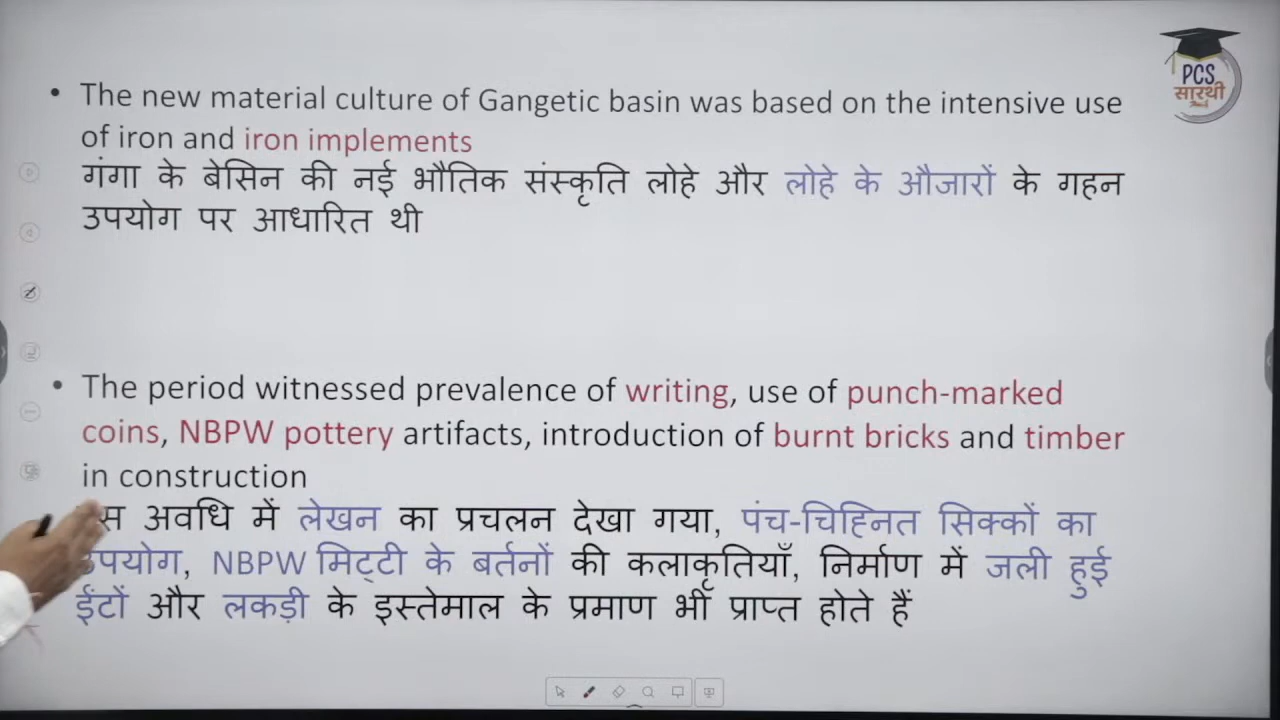 PCS
सारथी
• The new material culture of Gangetic basin was based on the intensive use
of iron and iron implements
गंगा के बेसिन की नई भौतिक संस्कृति लोहे और लोहे के औजारों के गहन
उपयोग पर आधारित थी
• The period witnessed prevalence of writing, use of punch-marked
coins, NBPW pottery artifacts, introduction of burnt bricks and timber
in construction
अवधि में लेखन का प्रचलन देखा गया, पंच-चिह्नित सिक्कों का
उपयोग, NBPW मिट्टी के बर्तनों की कलाकृतियाँ, निर्माण में जली हुई
ईंटों और लकड़ी के इस्तेमाल के प्रमाण भी प्राप्त होते हैं